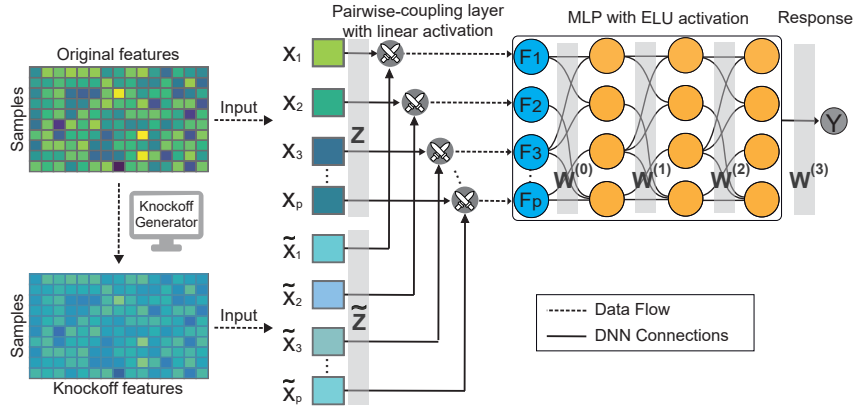 Pairwise-coupling layer
with linear activation
MLP with ELU activation
Response
Original features
Samples
Input
X1
X2
X3
Xp
Z
F1
F2
F3
Fp
W(0)
W(1)
W(2)
W(3)
Y
Knockoff
Generator
Samples
Knockoff features
Input
X̃1
X̃2
X̃3
X̃p
Z̃
Data Flow
DNN Connections